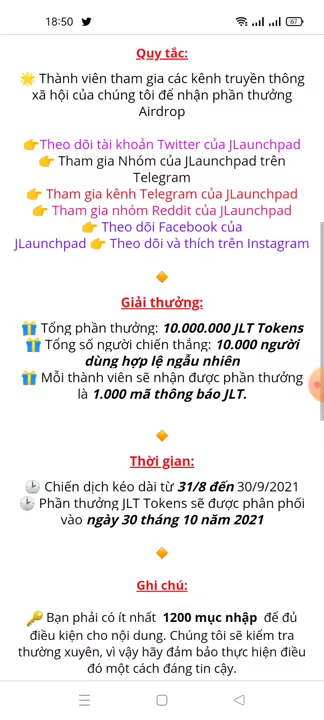 18:50
67
Quy tắc:
🌟 Thành viên tham gia các kênh truyền thông
xã hội của chúng tôi để nhận phần thưởng
Airdrop
👉Theo dõi tài khoản Twitter của JLaunchpad
👉 Tham gia Nhóm của JLaunchpad trên
Telegram
👉 Tham gia kênh Telegram của JLaunchpad
👉 Tham gia nhóm Reddit của JLaunchpad
👉 Theo dõi Facebook của
JLaunchpad 👉 Theo dõi và thích trên Instagram
🔸
Giải thưởng:
🎁 Tổng phần thưởng: 10.000.000 JLT Tokens
🎁 Tổng số người chiến thắng: 10.000 người
dùng hợp lệ ngẫu nhiên
🎁 Mỗi thành viên sẽ nhận được phần thưởng
là 1.000 mã thông báo JLT.
🔸
Thời gian:
🕑 Chiến dịch kéo dài từ 31/8 đến 30/9/2021
🕑 Phần thưởng JLT Tokens sẽ được phân phối
vào ngày 30 tháng 10 năm 2021
🔸
Ghi chú:
🔑 Bạn phải có ít nhất 1200 mục nhập để đủ
điều kiện cho nội dung. Chúng tôi sẽ kiểm tra
thường xuyên, vì vậy hãy đảm bảo thực hiện điều
đó một cách đáng tin cậy.